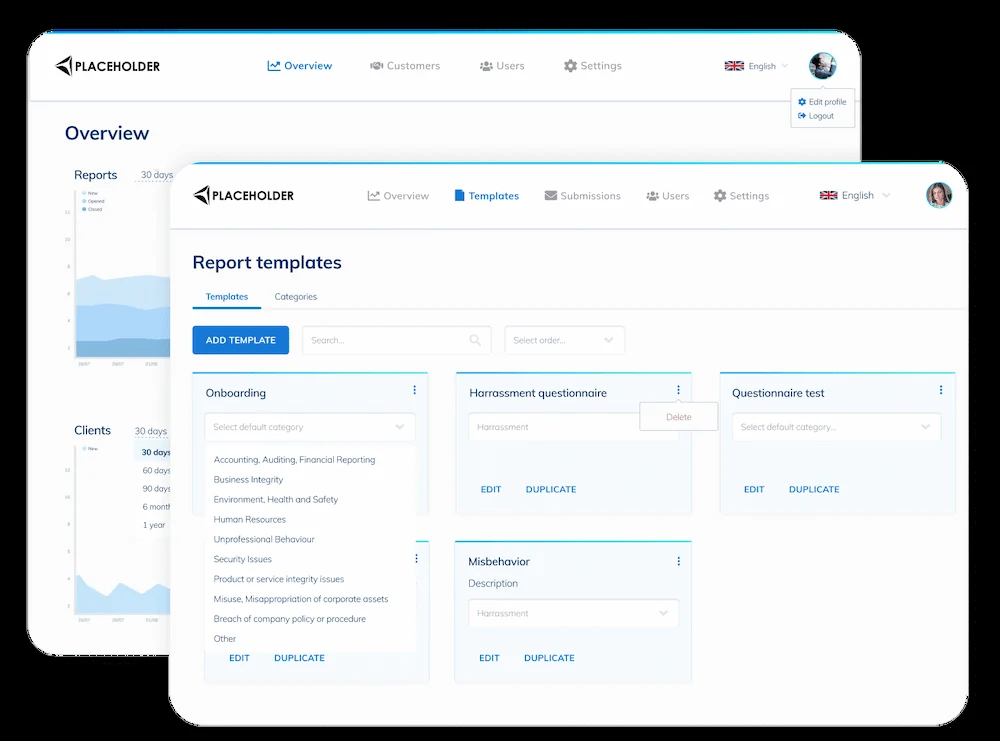 PLACEHOLDER
Overview
Customers
Users
Settings
English
Edit profile
Logout
Overview
Reports
30 days
New
Opened
Closed
Clients
30 days
New
30 days
60 days
90 days
6 month
1 year
PLACEHOLDER
Overview
Templates
Submissions
Users
Settings
English
Report templates
Templates
Categories
ADD TEMPLATE
Search...
Select order...
Onboarding
Select default category
Accounting, Auditing, Financial Reporting
Business Integrity
Environment, Health and Safety
Human Resources
Unprofessional Behaviour
Security Issues
Product or service integrity issues
Misuse, Misappropriation of corporate assets
Breach of company policy or procedure
Other
EDIT
DUPLICATE
Harrassment questionnaire
Delete
Harrassment
EDIT
DUPLICATE
Questionnaire test
Select default category...
EDIT
DUPLICATE
Misbehavior
Description
Harrassment
EDIT
DUPLICATE